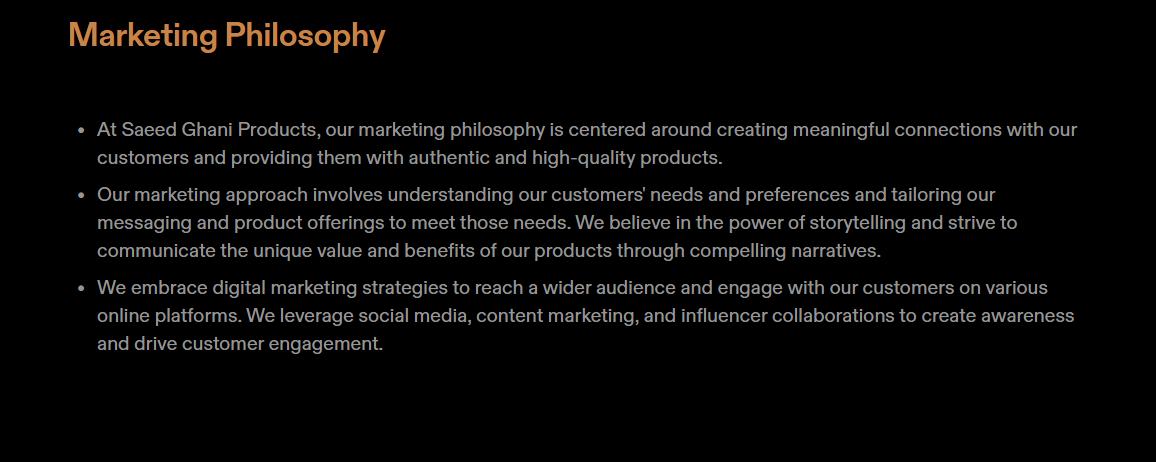 Marketing Philosophy
• At Saeed Ghani Products, our marketing philosophy is centered around creating meaningful connections with our
customers and providing them with authentic and high-quality products.
• Our marketing approach involves understanding our customers' needs and preferences and tailoring our
messaging and product offerings to meet those needs. We believe in the power of storytelling and strive to
communicate the unique value and benefits of our products through compelling narratives.
• We embrace digital marketing strategies to reach a wider audience and engage with our customers on various
online platforms. We leverage social media, content marketing, and influencer collaborations to create awareness
and drive customer engagement.